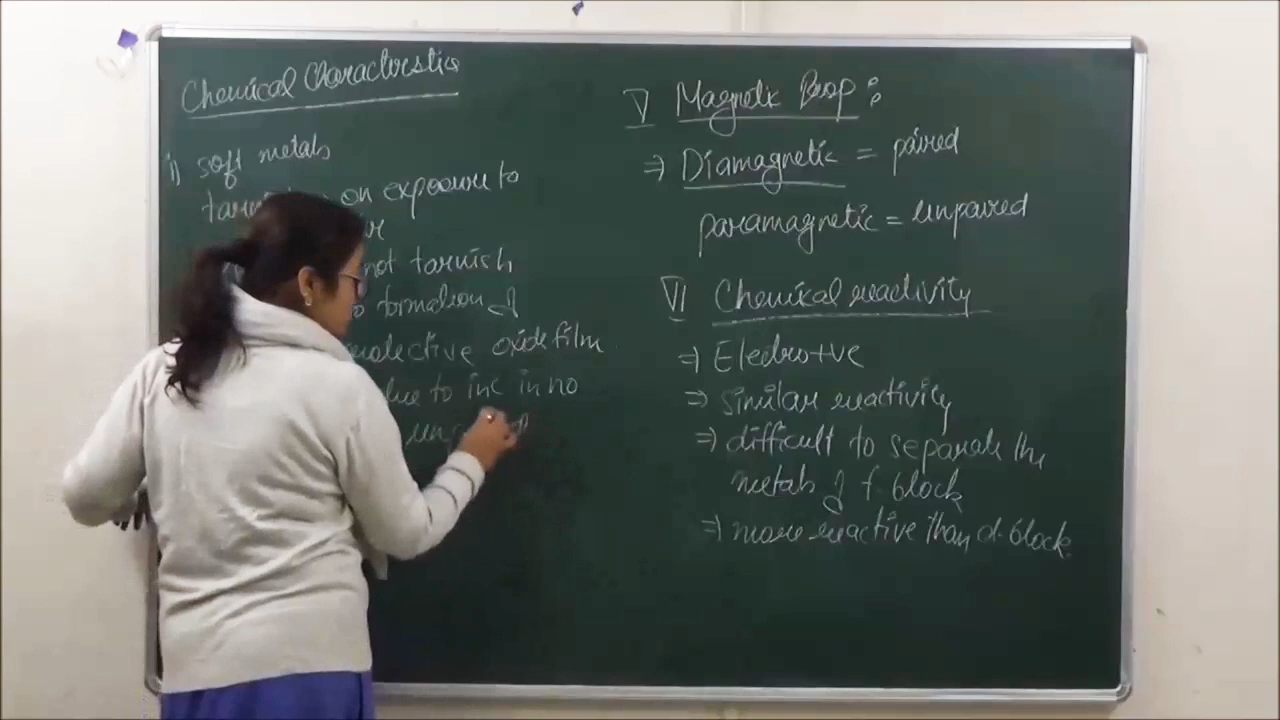 Chemical Characteristics
i) soft metals
on exposure to
not tarnish
formation of
oxide film
due to inc in no
V Magnetic Prop :
⇒ Diamagnetic = paired
paramagnetic = unpaired
VI Chemical reactivity
⇒ Electro+ve
⇒ similar reactivity
⇒ difficult to separate the
metals of f-block
⇒ more reactive than d-block.